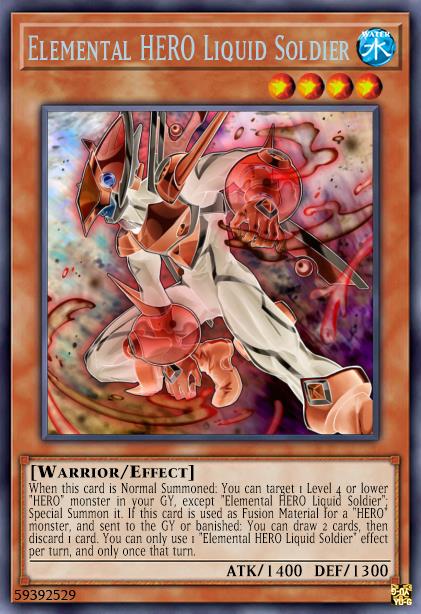 Elemental HERO Liquid Soldier
WATER
水
[Warrior/Effect]
When this card is Normal Summoned: You can target 1 Level 4 or lower
"HERO" monster in your GY, except "Elemental HERO Liquid Soldier";
Special Summon it. If this card is used as Fusion Material for a "HERO"
monster, and sent to the GY or banished: You can draw 2 cards, then
discard 1 card. You can only use 1 "Elemental HERO Liquid Soldier" effect
per turn, and only once that turn.
ATK/1400 DEF/1300
59392529